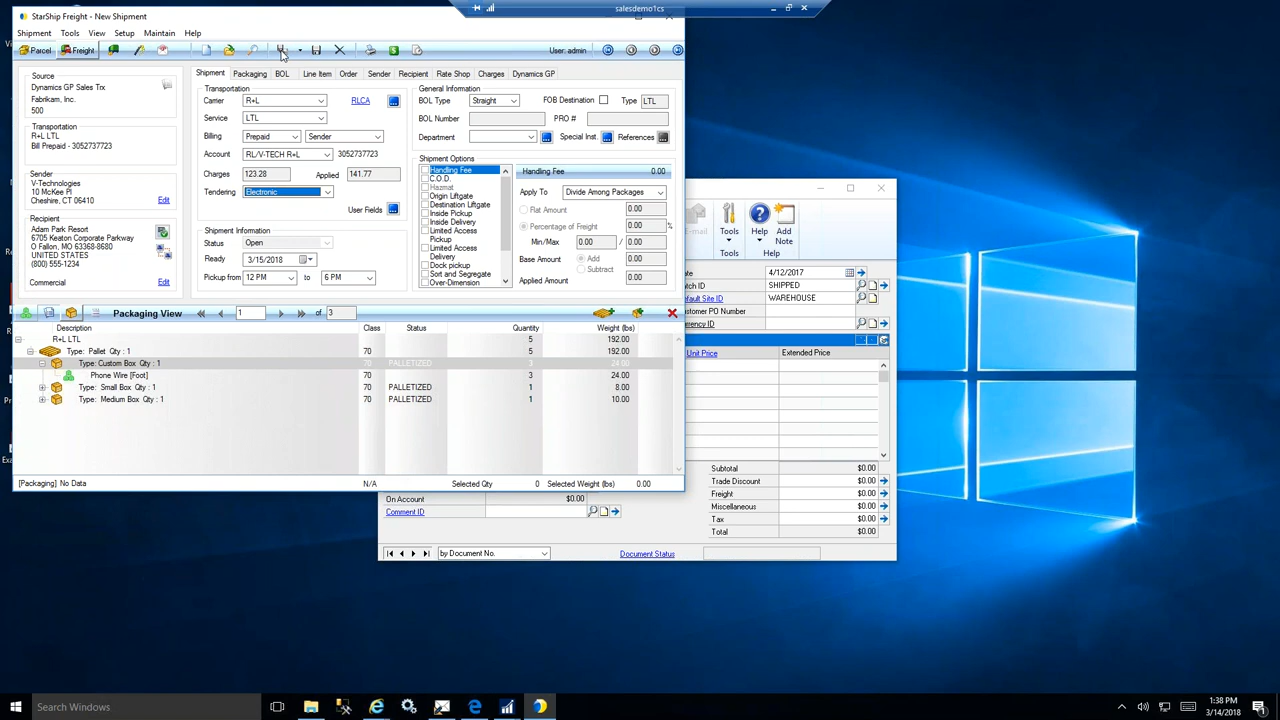 StarShip Freight - New Shipment
salesdemo1cs
Shipment Tools View Setup Maintain Help
Parcel Freight User: admin
Source
Dynamics GP Sales Trx
Fabrikam, Inc.
500
Transportation
R+L LTL
Bill Prepaid - 3052737723
Sender
V-Technologies
10 McKee Pl
Cheshire, CT 06410
Edit
Recipient
Adam Park Resort
6705 Keaton Corporate Parkway
O Fallon, MO 63368-8680
UNITED STATES
(800) 555-1234
Commercial Edit
Shipment Packaging BOL Line Item Order Sender Recipient Rate Shop Charges Dynamics GP
Transportation
Carrier R+L RLCA
Service LTL
Billing Prepaid Sender
Account RL/V-TECH R+L 3052737723
Charges 123.28 Applied 141.77
Tendering Electronic
User Fields
Shipment Information
Status Open
Ready 3/15/2018
Pickup from 12 PM to 6 PM
General Information
BOL Type Straight FOB Destination Type LTL
BOL Number PRO #
Department Special Inst. References
Shipment Options
Handling Fee
C.O.D.
Hazmat
Origin Liftgate
Destination Liftgate
Inside Pickup
Inside Delivery
Limited Access
Pickup
Limited Access
Delivery
Dock pickup
Sort and Segregate
Over-Dimension
Handling Fee 0.00
Apply To Divide Among Packages
Flat Amount 0.00
Percentage of Freight 0.00 %
Min/Max 0.00 / 0.00
Base Amount Add 0.00
Subtract
Applied Amount 0.00
Packaging View 1 of 3
Description Class Status Quantity Weight (lbs)
R+L LTL 5 192.00
Type: Pallet Qty : 1 70 5 192.00
Type: Custom Box Qty : 1 70 PALLETIZED 3 24.00
Phone Wire [Foot] 70 3 24.00
Type: Small Box Qty : 1 70 PALLETIZED 1 8.00
Type: Medium Box Qty : 1 70 PALLETIZED 1 10.00
[Packaging] No Data N/A Selected Qty 0 Selected Weight (lbs) 0.00
E-mail Tools Help Add
Note
Tools Help
4/12/2017
SHIPPED
Default Site ID WAREHOUSE
Customer PO Number
Currency ID
Unit Price Extended Price
Subtotal $0.00
Trade Discount $0.00
Freight $0.00
Miscellaneous $0.00
Tax $0.00
Total $0.00
On Account $0.00
Comment ID
by Document No. Document Status
Search Windows
1:38 PM
3/14/2018